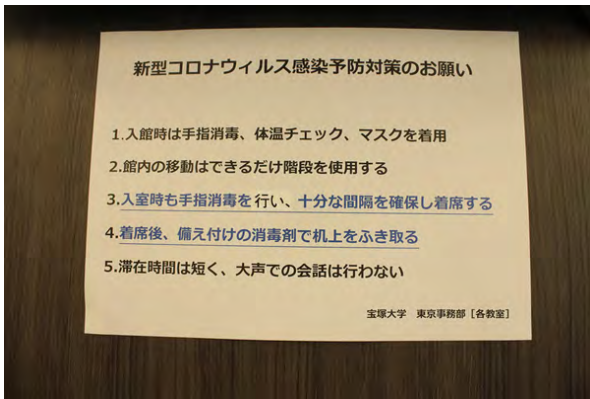 新型コロナウィルス感染予防対策のお願い
1.入館時は手指消毒、体温チェック、マスクを着用
2.館内の移動はできるだけ階段を使用する
3.入室時も手指消毒を行い、十分な間隔を確保し着席する
4.着席後、備え付けの消毒剤で机上をふき取る
5.滞在時間は短く、大声での会話は行わない
宝塚大学 東京事務部［各教室］